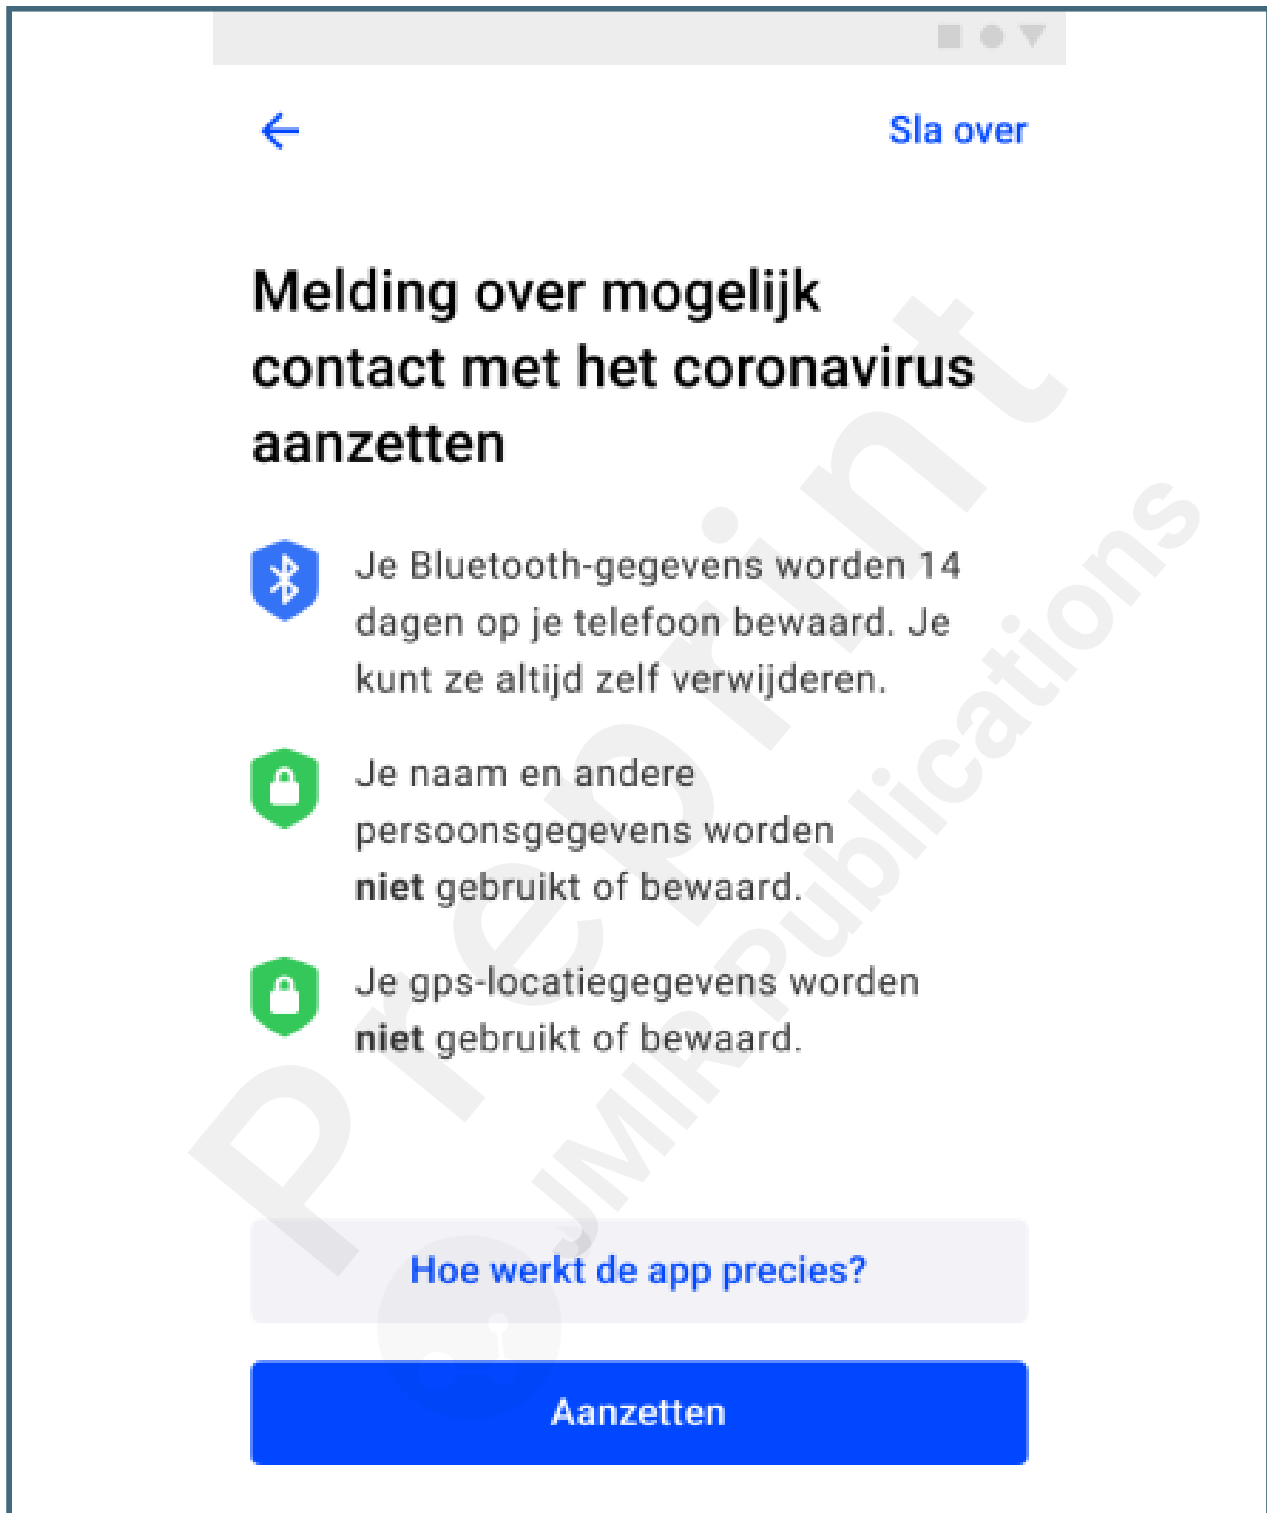 Sla over
Melding over mogelijk
contact met het coronavirus
aanzetten
Je Bluetooth-gegevens worden 14
dagen op je telefoon bewaard. Je
kunt ze altijd zelf verwijderen.
Je naam en andere
persoonsgegevens worden
niet gebruikt of bewaard.
Je gps-locatiegegevens worden
niet gebruikt of bewaard.
Hoe werkt de app precies?
Aanzetten
Preprint
JMIR Publications